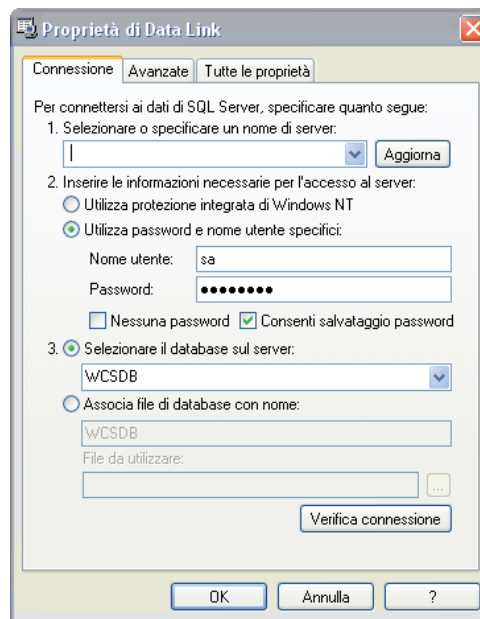 Proprietà di Data Link
Connessione Avanzate Tutte le proprietà
Per connettersi ai dati di SQL Server, specificare quanto segue:
1. Selezionare o specificare un nome di server:
Aggiorna
2. Inserire le informazioni necessarie per l'accesso al server:
Utilizza protezione integrata di Windows NT
Utilizza password e nome utente specifici:
Nome utente: sa
Password: ●●●●●●●●
Nessuna password Consenti salvataggio password
3. Selezionare il database sul server:
WCSDB
Associa file di database con nome:
WCSDB
File da utilizzare:
...
Verifica connessione
OK Annulla ?